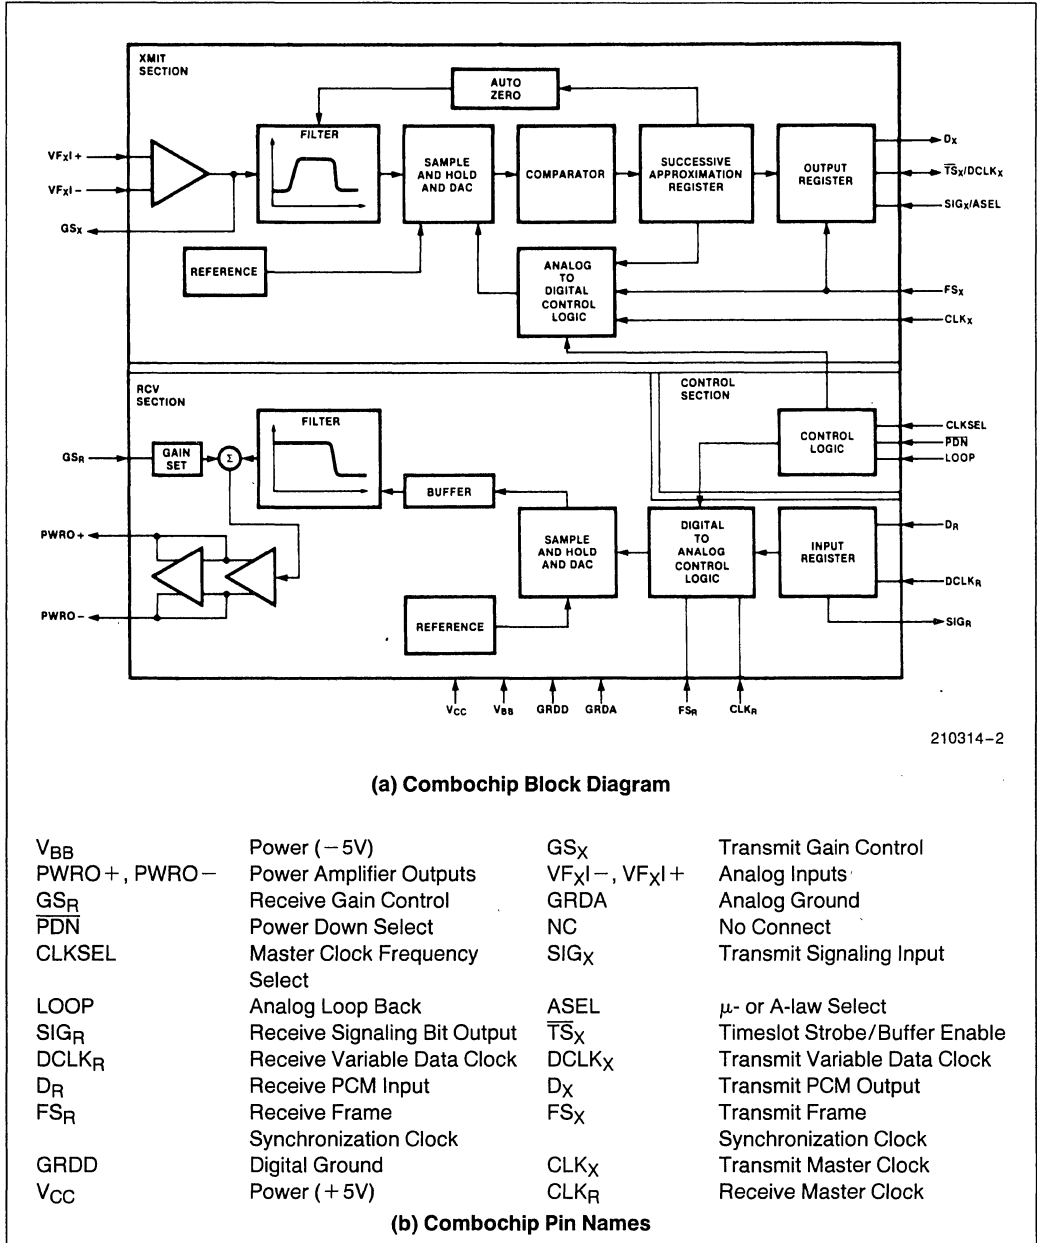 XMIT
SECTION
AUTO
ZERO
FILTER
SAMPLE
AND HOLD
AND DAC
COMPARATOR
SUCCESSIVE
APPROXIMATION
REGISTER
OUTPUT
REGISTER
VFXI+
VFXI−
GSX
DX
T̅S̅X/DCLKX
SIGX/ASEL
REFERENCE
ANALOG
TO
DIGITAL
CONTROL
LOGIC
FSX
CLKX
RCV
SECTION
CONTROL
SECTION
FILTER
GSR
GAIN
SET
Σ
BUFFER
CONTROL
LOGIC
CLKSEL
P̅D̅N̅
LOOP
PWRO+
PWRO−
SAMPLE
AND HOLD
AND DAC
DIGITAL
TO
ANALOG
CONTROL
LOGIC
INPUT
REGISTER
DR
DCLKR
SIGR
REFERENCE
VCC VBB GRDD GRDA FSR CLKR
210314–2
(a) Combochip Block Diagram
VBB Power (−5V) GSX Transmit Gain Control
PWRO+, PWRO− Power Amplifier Outputs VFXI−, VFXI+ Analog Inputs
GSR Receive Gain Control GRDA Analog Ground
P̅D̅N̅ Power Down Select NC No Connect
CLKSEL Master Clock Frequency SIGX Transmit Signaling Input
Select
LOOP Analog Loop Back ASEL μ- or A-law Select
SIGR Receive Signaling Bit Output T̅S̅X Timeslot Strobe/Buffer Enable
DCLKR Receive Variable Data Clock DCLKX Transmit Variable Data Clock
DR Receive PCM Input DX Transmit PCM Output
FSR Receive Frame FSX Transmit Frame
Synchronization Clock Synchronization Clock
GRDD Digital Ground CLKX Transmit Master Clock
VCC Power (+5V) CLKR Receive Master Clock
(b) Combochip Pin Names